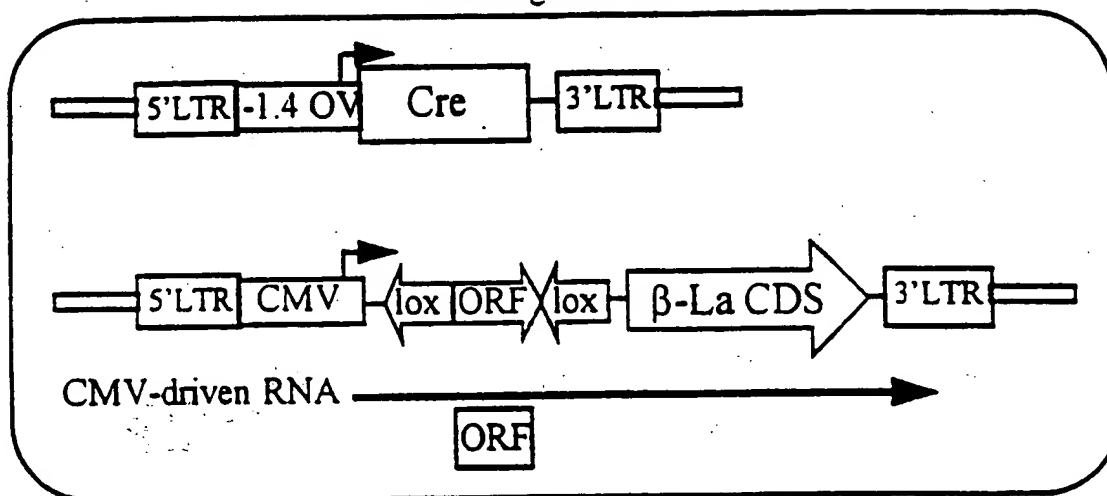 5'LTR -1.4 OV Cre 3'LTR
5'LTR CMV lox ORF lox β-La CDS 3'LTR
CMV-driven RNA
ORF